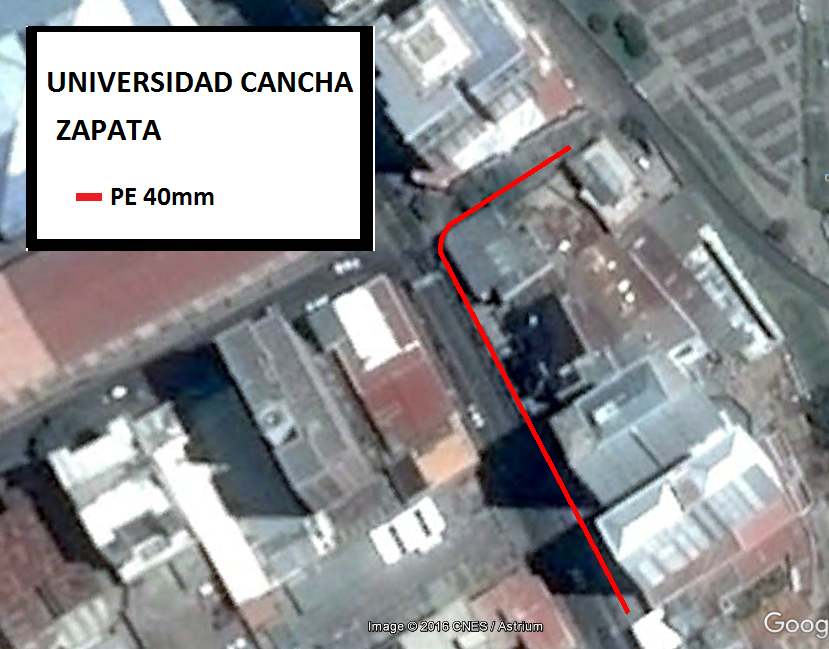 UNIVERSIDAD CANCHA
ZAPATA
PE 40mm
Image © 2016 CNES / Astrium
Goog